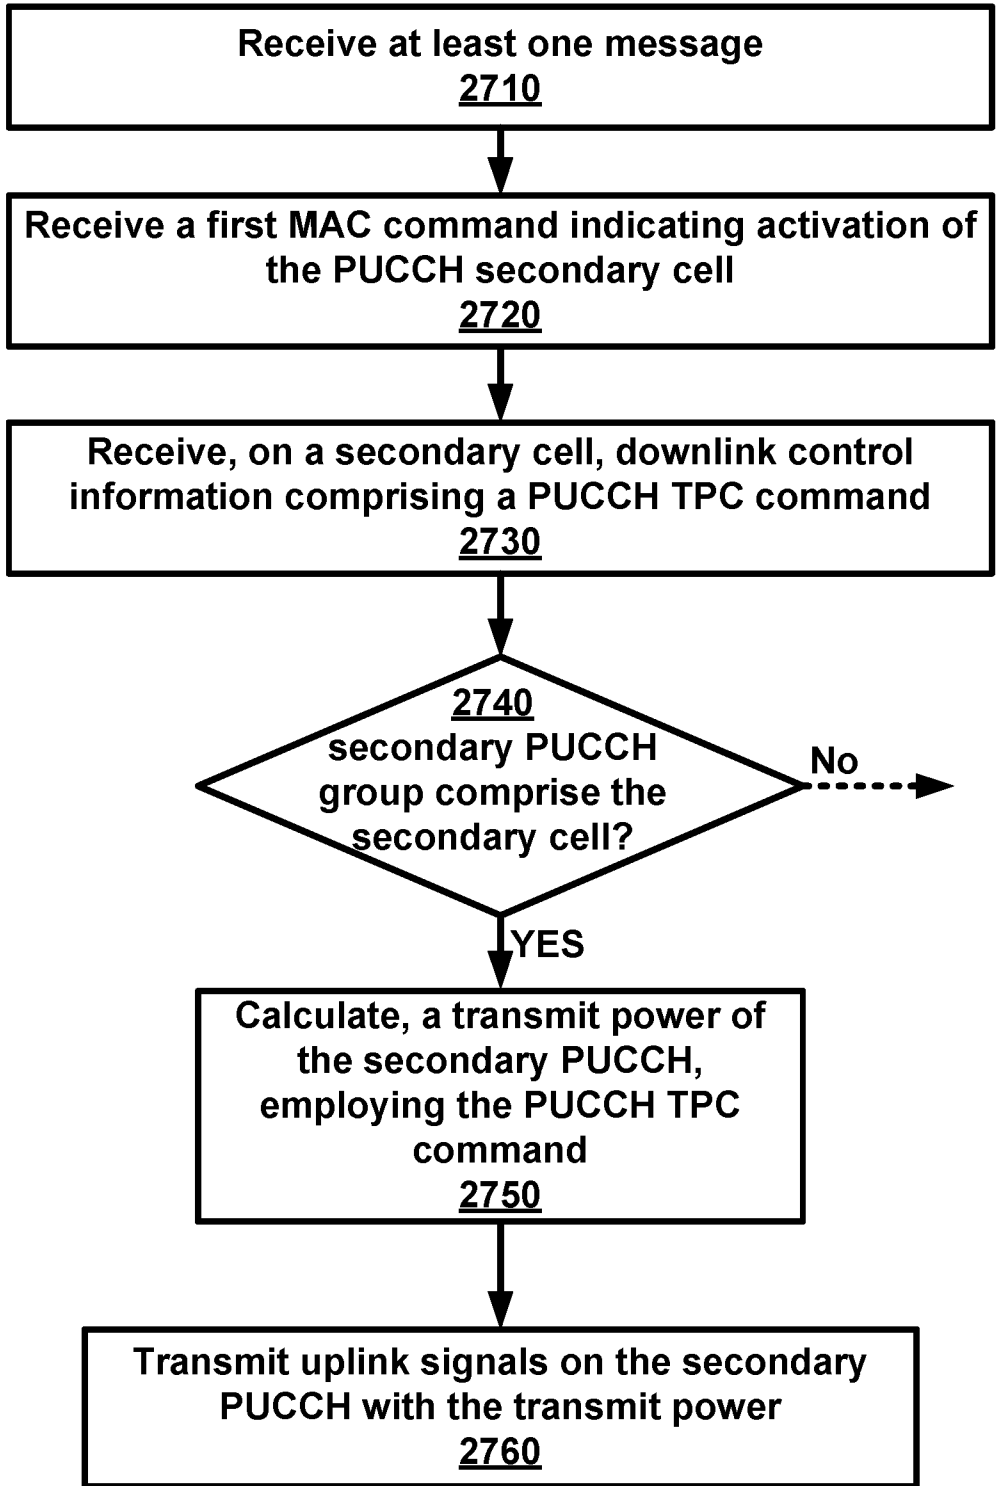 Receive at least one message
2710
Receive a first MAC command indicating activation of
the PUCCH secondary cell
2720
Receive, on a secondary cell, downlink control
information comprising a PUCCH TPC command
2730
2740
secondary PUCCH
group comprise the
secondary cell?
No
YES
Calculate, a transmit power of
the secondary PUCCH,
employing the PUCCH TPC
command
2750
Transmit uplink signals on the secondary
PUCCH with the transmit power
2760